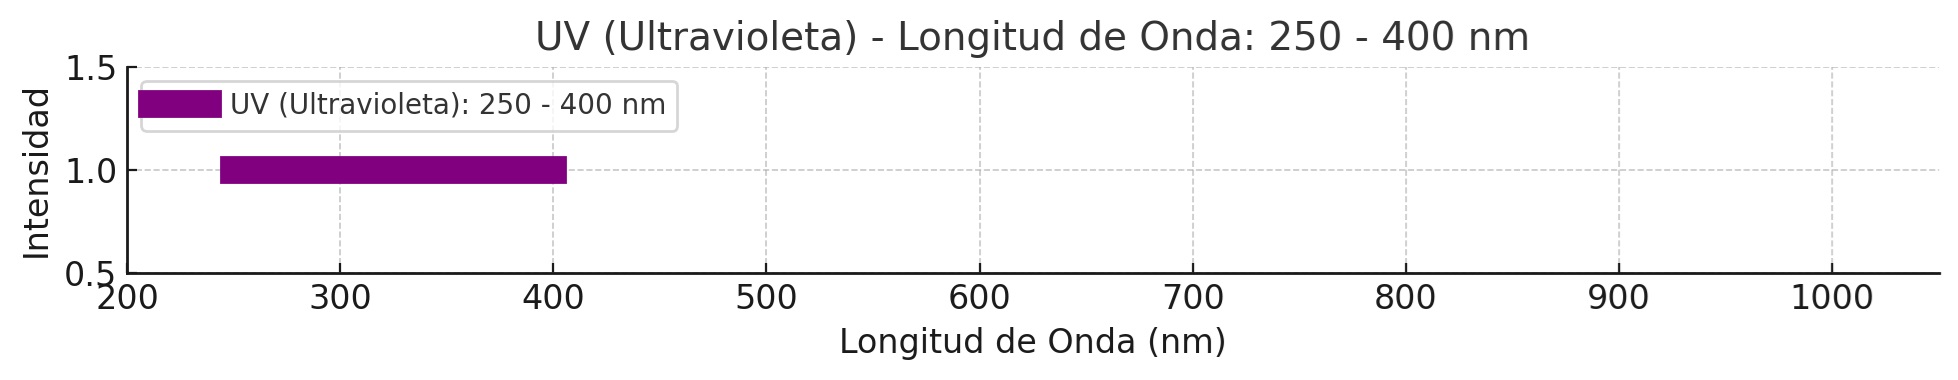 UV (Ultravioleta) - Longitud de Onda: 250 - 400 nm
1.5
UV (Ultravioleta): 250 - 400 nm
Intensidad
1.0
0.5
200 300 400 500 600 700 800 900 1000
Longitud de Onda (nm)